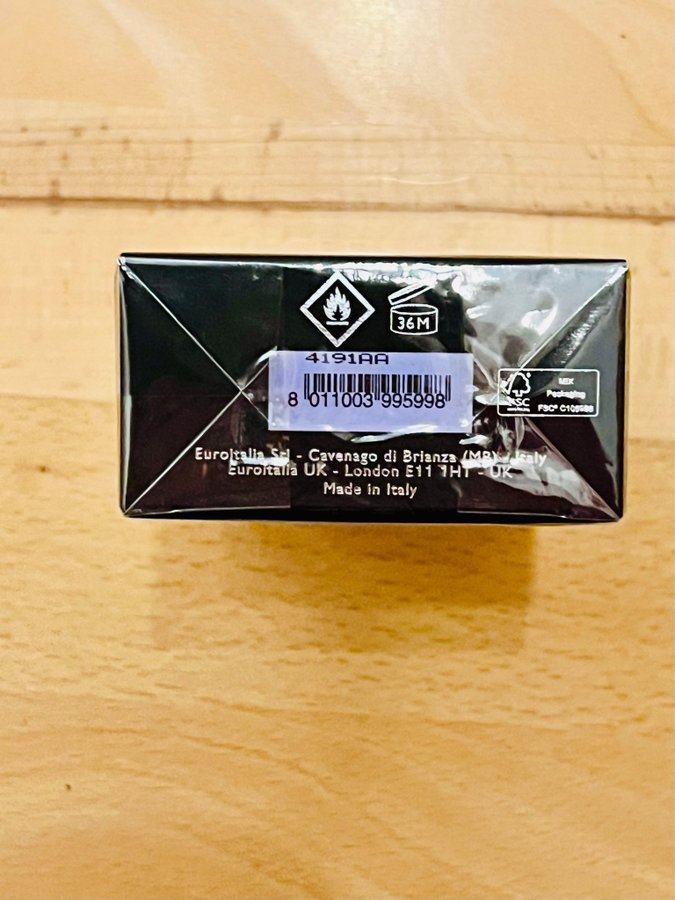 36M
4191AA
8 011003 995998
FSC
MIX
Packaging
EuroItalia Srl - Cavenago di Brianza (MB) - Italy
EuroItalia UK - London E11 1HT - UK
Made in Italy